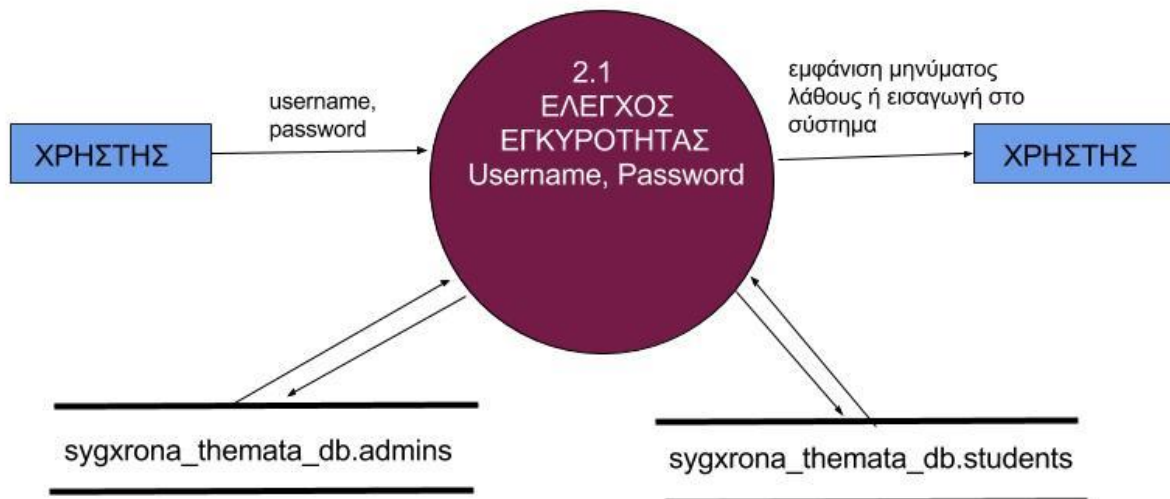 ΧΡΗΣΤΗΣ
username,
password
2.1
ΕΛΕΓΧΟΣ
ΕΓΚΥΡΟΤΗΤΑΣ
Username, Password
εμφάνιση μηνύματος
λάθους ή εισαγωγή στο
σύστημα
ΧΡΗΣΤΗΣ
sygxrona_themata_db.admins
sygxrona_themata_db.students